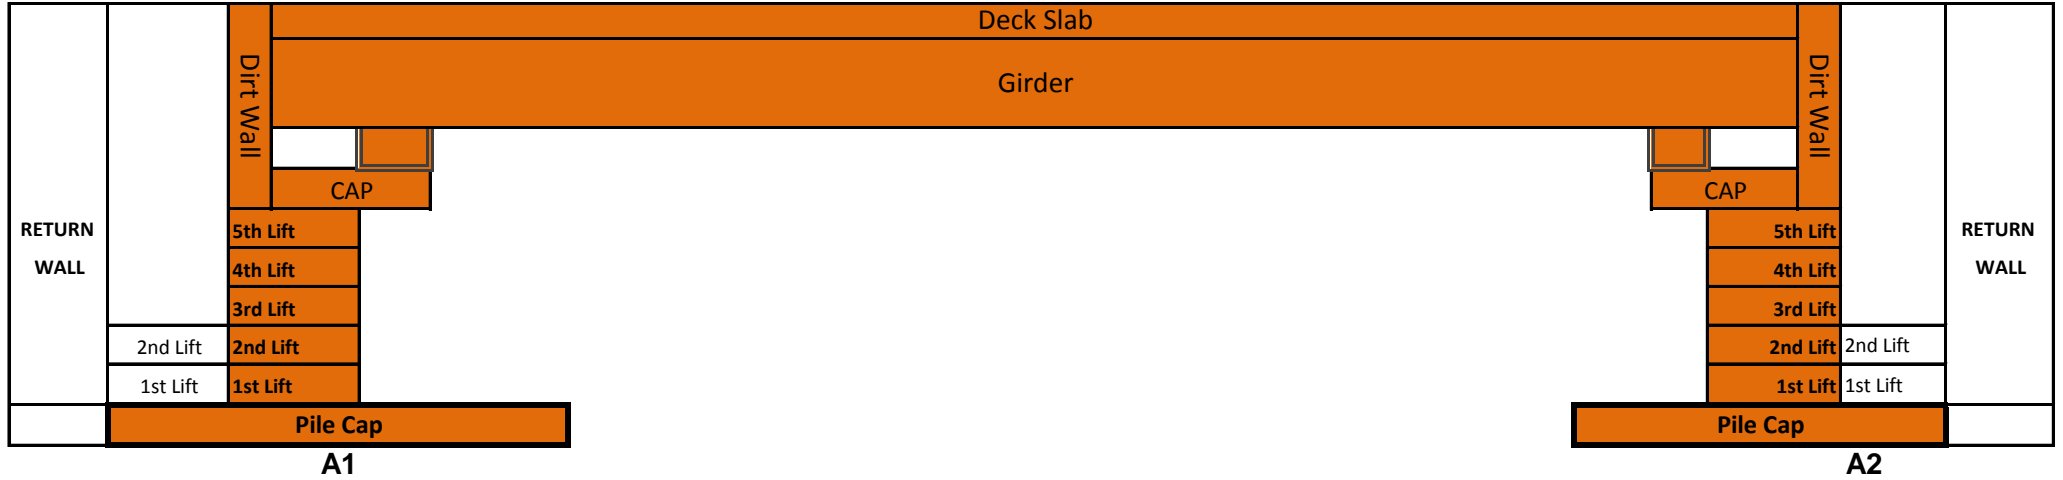 Deck Slab
Girder
Dirt Wall
Dirt Wall
CAP
CAP
RETURN
WALL
5th Lift
4th Lift
3rd Lift
2nd Lift
2nd Lift
1st Lift
1st Lift
5th Lift
4th Lift
3rd Lift
2nd Lift
2nd Lift
1st Lift
1st Lift
RETURN
WALL
Pile Cap
Pile Cap
A1
A2